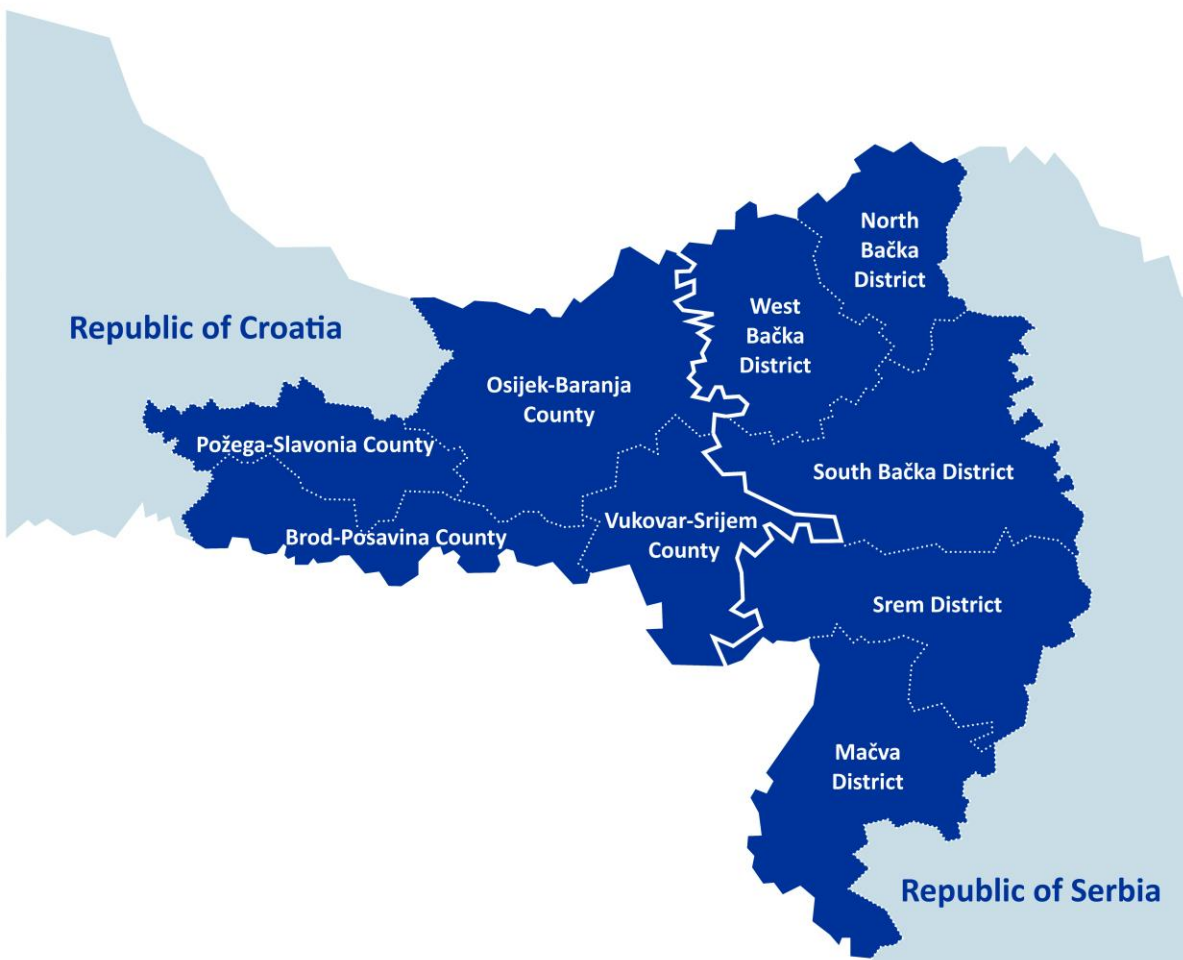 North
Bačka
District
Republic of Croatia
West
Bačka
District
Osijek-Baranja
County
Požega-Slavonia County
South Bačka District
Vukovar-Srijem
County
Brod-Posavina County
Srem District
Mačva
District
Republic of Serbia